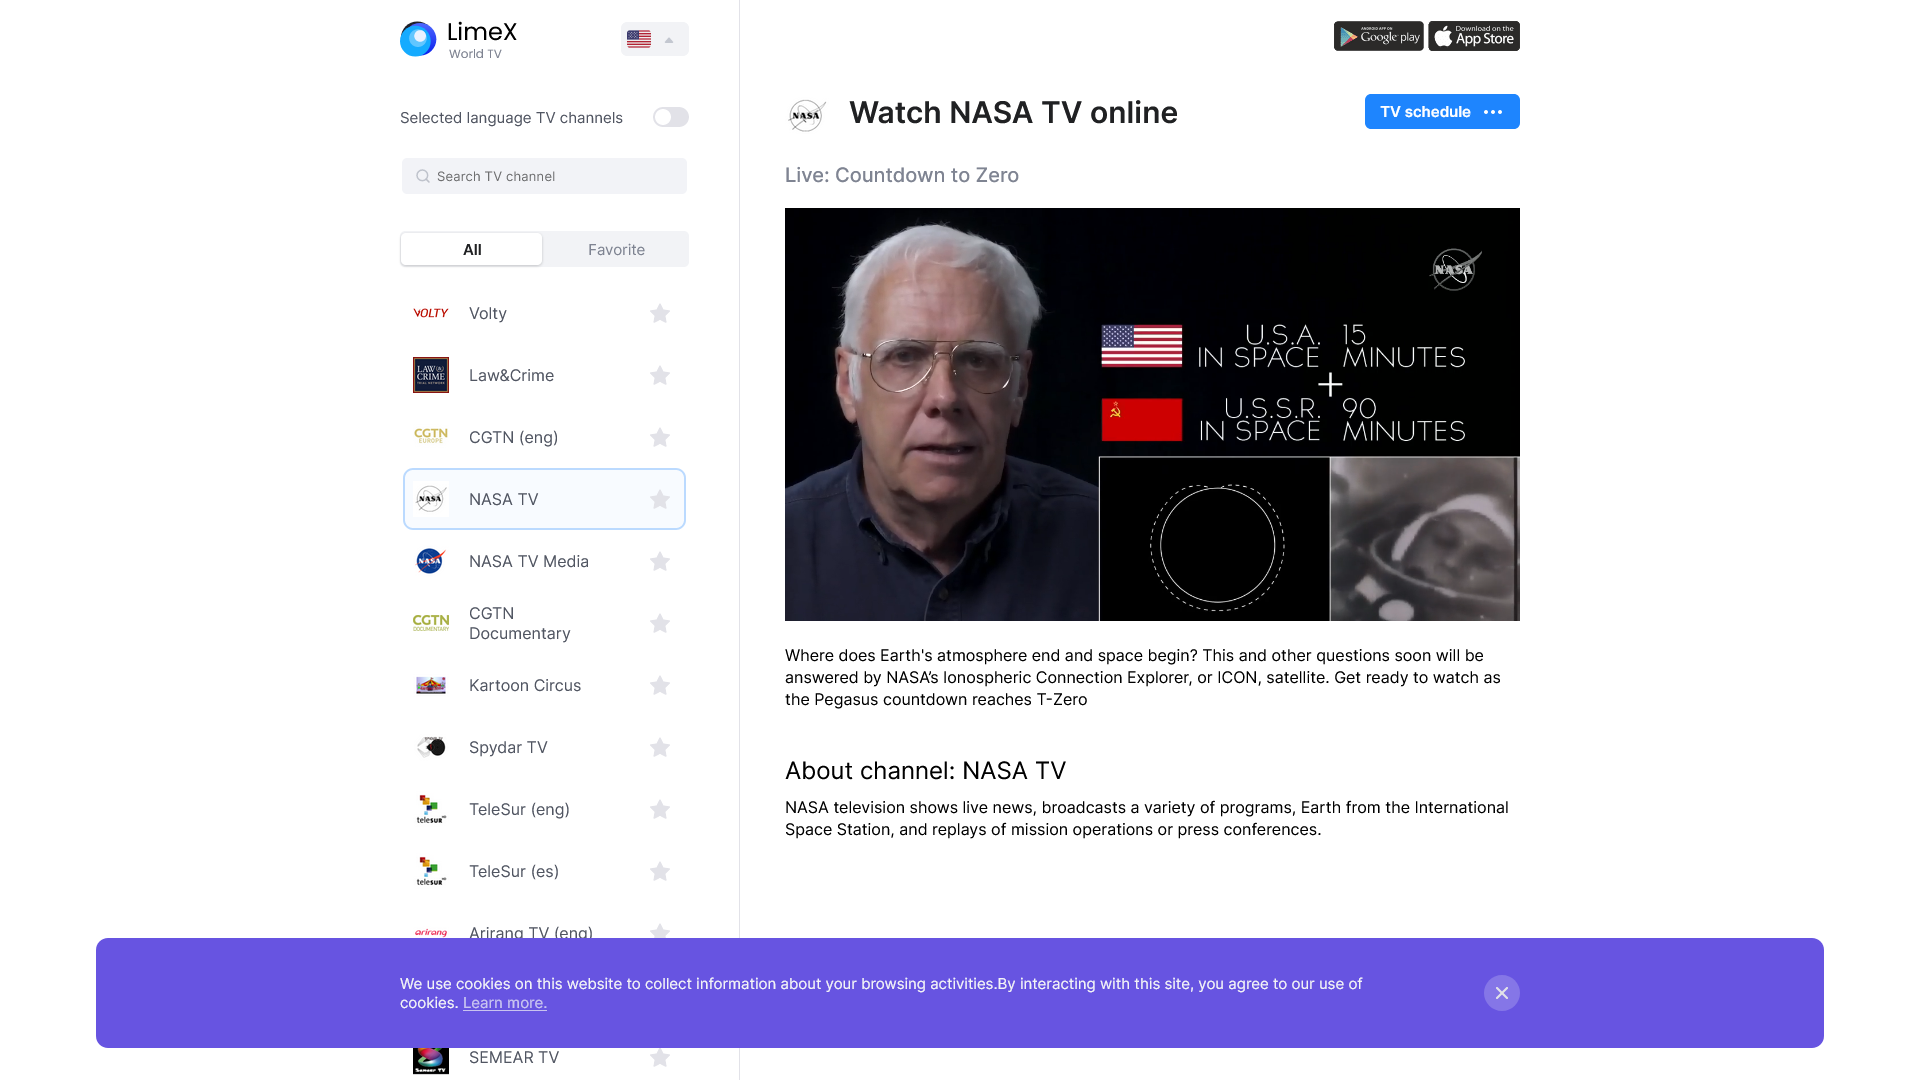 LimeX
World TV
Selected language TV channels
Search TV channel
All
Favorite
VOLTY
Volty
LAW&
CRIME
Law&Crime
CGTN
EUROPE
CGTN (eng)
NASA
NASA TV
NASA
NASA TV Media
CGTN
DOCUMENTARY
CGTN
Documentary
Kartoon Circus
Spydar TV
teleSUR
TeleSur (eng)
teleSUR
TeleSur (es)
arirang
Arirang TV (eng)
Semear TV
SEMEAR TV
ANDROID APP ON
Google play
Download on the
App Store
NASA
Watch NASA TV online
TV schedule
Live: Countdown to Zero
NASA
U.S.A. 15
IN SPACE MINUTES
+
U.S.S.R. 90
IN SPACE MINUTES
Where does Earth's atmosphere end and space begin? This and other questions soon will be
answered by NASA’s Ionospheric Connection Explorer, or ICON, satellite. Get ready to watch as
the Pegasus countdown reaches T-Zero
About channel: NASA TV
NASA television shows live news, broadcasts a variety of programs, Earth from the International
Space Station, and replays of mission operations or press conferences.
We use cookies on this website to collect information about your browsing activities.By interacting with this site, you agree to our use of
cookies. Learn more.